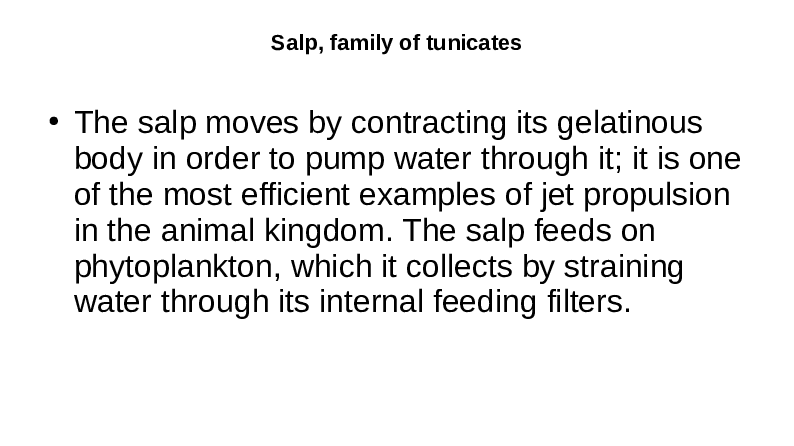 Salp, family of tunicates
• The salp moves by contracting its gelatinous
body in order to pump water through it; it is one
of the most efficient examples of jet propulsion
in the animal kingdom. The salp feeds on
phytoplankton, which it collects by straining
water through its internal feeding filters.